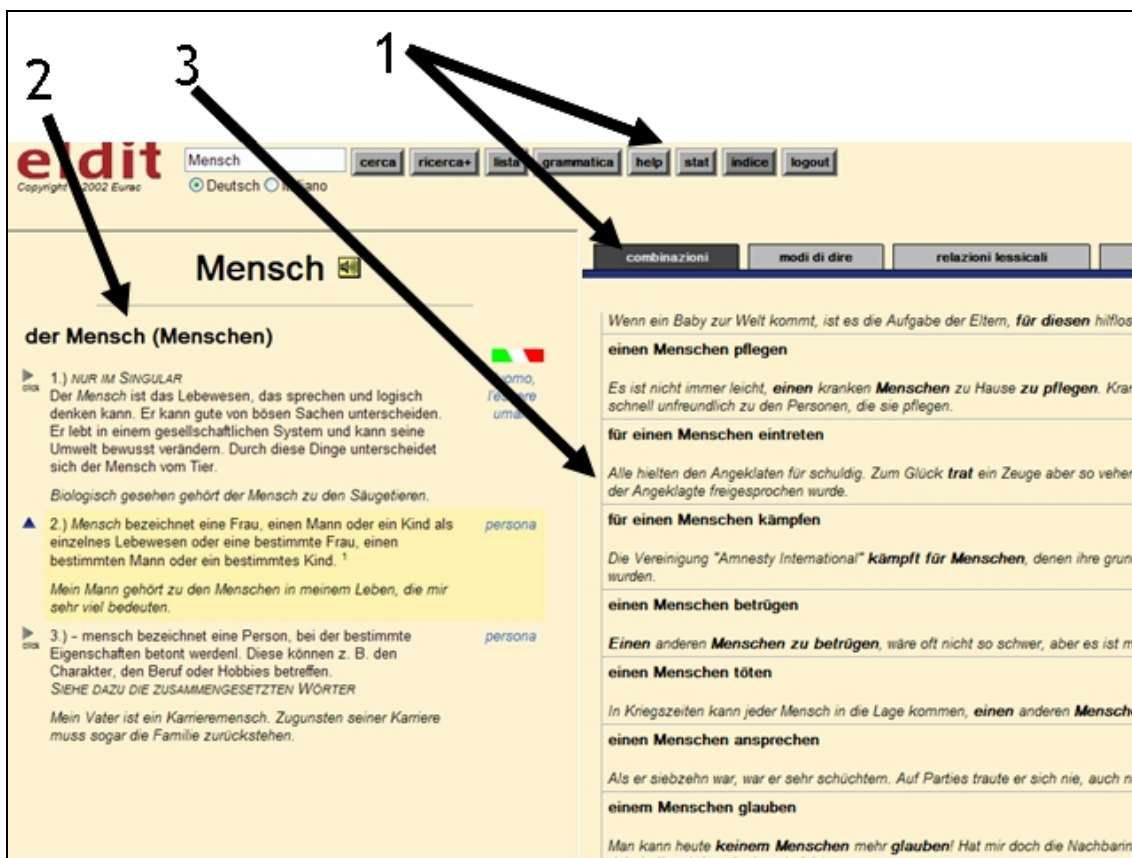 1
3
2
eldit
Mensch
cerca
ricerca+
lista
grammatica
help
stat
indice
logout
Copyright © 2002 Eurac
Deutsch Italiano
Mensch
der Mensch (Menschen)
click
1.) NUR IM SINGULAR
Der Mensch ist das Lebewesen, das sprechen und logisch
denken kann. Er kann gute von bösen Sachen unterscheiden.
Er lebt in einem gesellschaftlichen System und kann seine
Umwelt bewusst verändern. Durch diese Dinge unterscheidet
sich der Mensch vom Tier.
l'essere
Biologisch gesehen gehört der Mensch zu den Säugetieren.
2.) Mensch bezeichnet eine Frau, einen Mann oder ein Kind als
einzelnes Lebewesen oder eine bestimmte Frau, einen
bestimmten Mann oder ein bestimmtes Kind. 1
persona
Mein Mann gehört zu den Menschen in meinem Leben, die mir
sehr viel bedeuten.
click
3.) - mensch bezeichnet eine Person, bei der bestimmte
Eigenschaften betont werdenl. Diese können z. B. den
Charakter, den Beruf oder Hobbies betreffen.
SIEHE DAZU DIE ZUSAMMENGESETZTEN WÖRTER
persona
Mein Vater ist ein Karrieremensch. Zugunsten seiner Karriere
muss sogar die Familie zurückstehen.
combinazioni
modi di dire
relazioni lessicali
Wenn ein Baby zur Welt kommt, ist es die Aufgabe der Eltern, für diesen hilflos
einen Menschen pflegen
Es ist nicht immer leicht, einen kranken Menschen zu Hause zu pflegen. Kran
schnell unfreundlich zu den Personen, die sie pflegen.
für einen Menschen eintreten
Alle hielten den Angeklaten für schuldig. Zum Glück trat ein Zeuge aber so veher
der Angeklagte freigesprochen wurde.
für einen Menschen kämpfen
Die Vereinigung "Amnesty International" kämpft für Menschen, denen ihre grun
wurden.
einen Menschen betrügen
Einen anderen Menschen zu betrügen, wäre oft nicht so schwer, aber es ist m
einen Menschen töten
In Kriegszeiten kann jeder Mensch in die Lage kommen, einen anderen Mensche
einen Menschen ansprechen
Als er siebzehn war, war er sehr schüchtern. Auf Parties traute er sich nie, auch n
einem Menschen glauben
Man kann heute keinem Menschen mehr glauben! Hat mir doch die Nachbarin